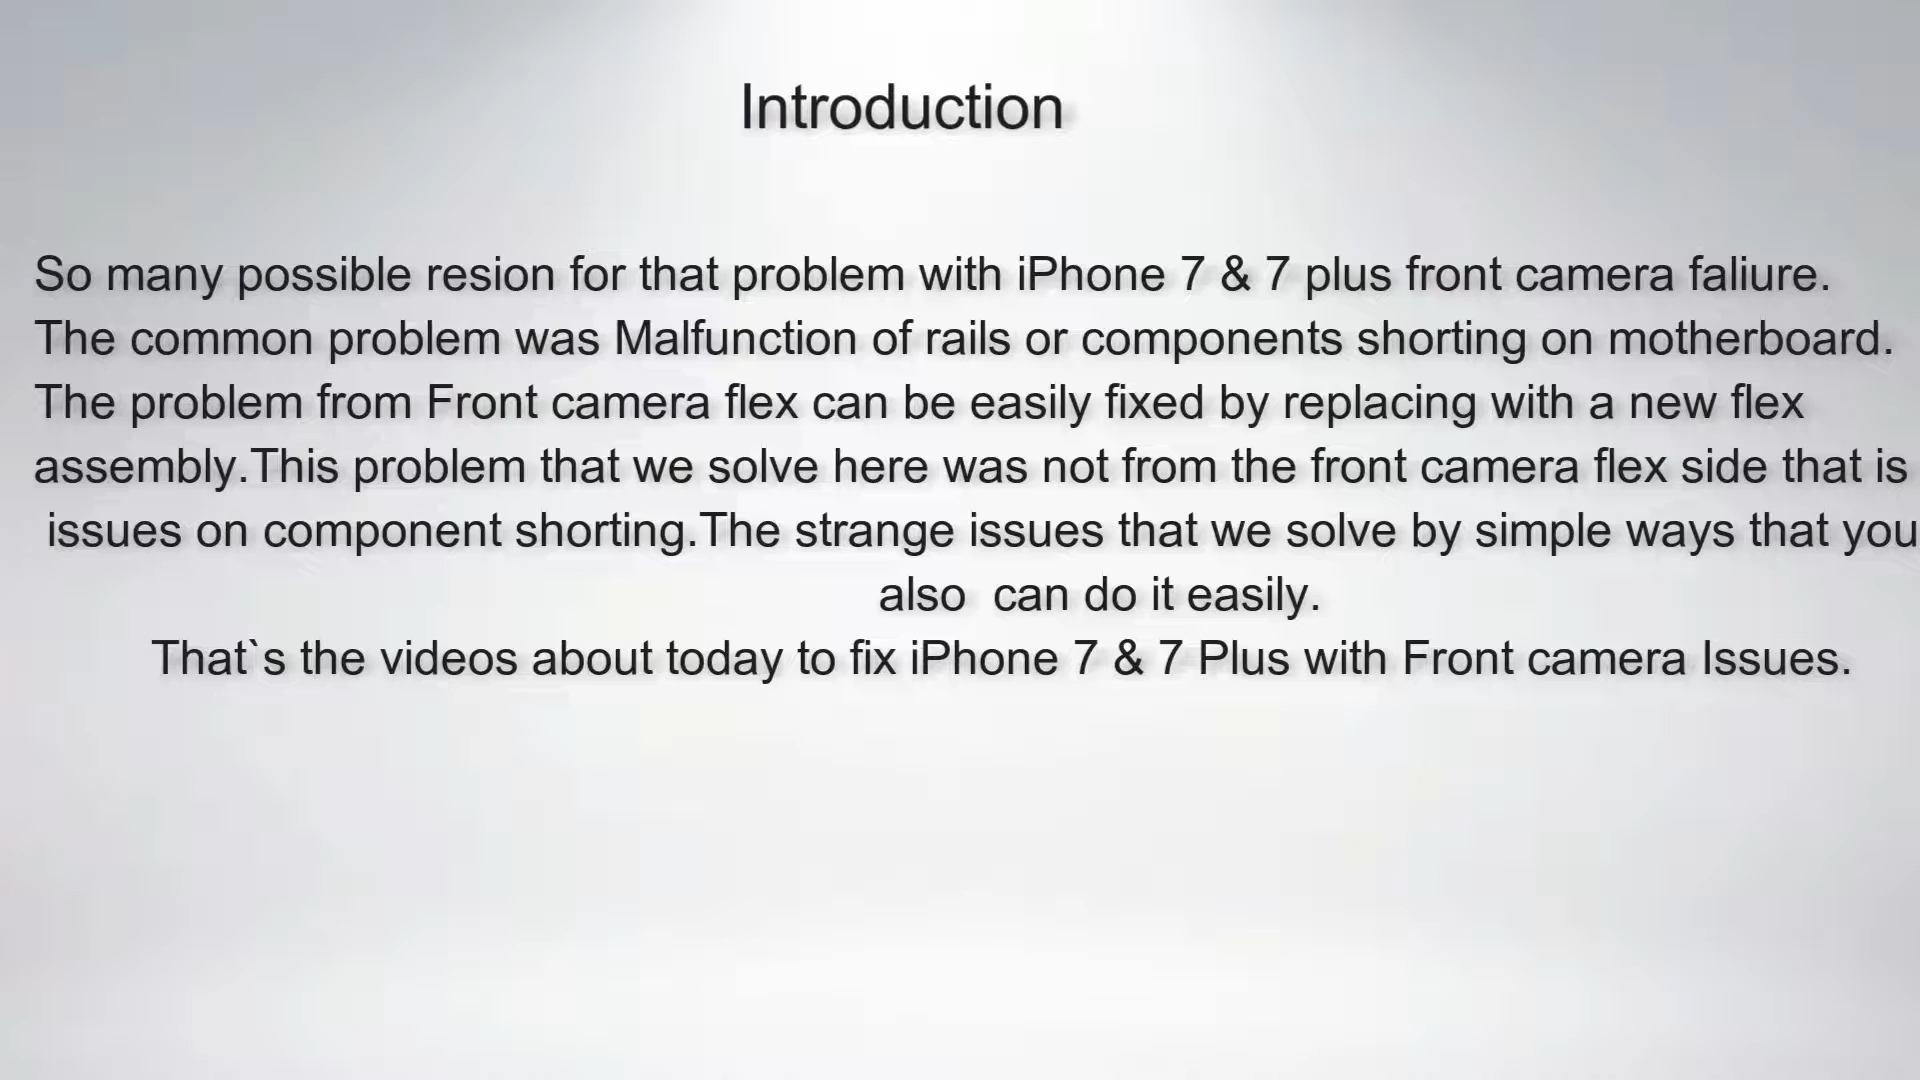 Introduction
So many possible resion for that problem with iPhone 7 & 7 plus front camera faliure.
The common problem was Malfunction of rails or components shorting on motherboard.
The problem from Front camera flex can be easily fixed by replacing with a new flex
assembly.This problem that we solve here was not from the front camera flex side that is
issues on component shorting.The strange issues that we solve by simple ways that you
also can do it easily.
That`s the videos about today to fix iPhone 7 & 7 Plus with Front camera Issues.